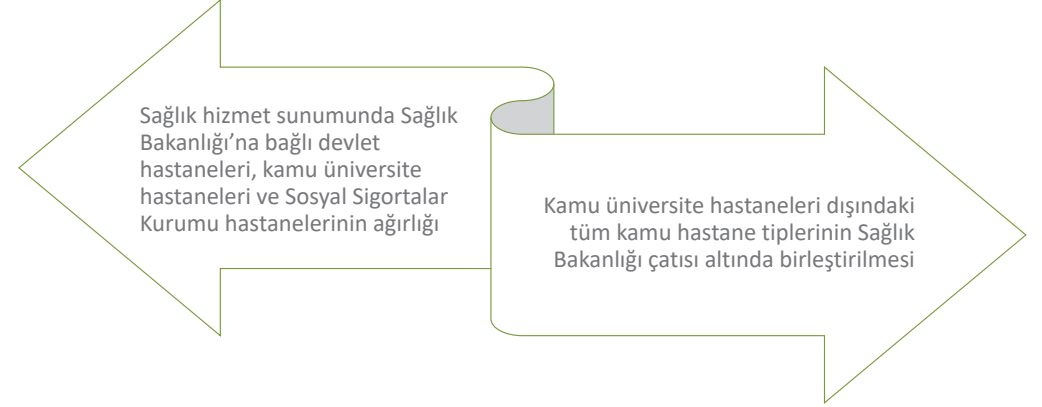 Sağlık hizmet sunumunda Sağlık
Bakanlığı’na bağlı devlet
hastaneleri, kamu üniversite
hastaneleri ve Sosyal Sigortalar
Kurumu hastanelerinin ağırlığı
Kamu üniversite hastaneleri dışındaki
tüm kamu hastane tiplerinin Sağlık
Bakanlığı çatısı altında birleştirilmesi